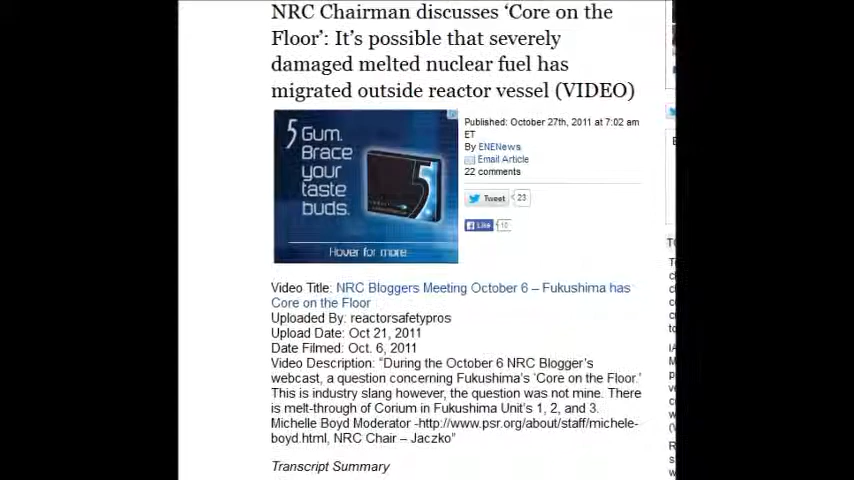 NRC Chairman discusses ‘Core on the
Floor’: It’s possible that severely
damaged melted nuclear fuel has
migrated outside reactor vessel (VIDEO)
5 Gum.
Brace
your
taste
buds.
5
Hover for more
Published: October 27th, 2011 at 7:02 am
ET
By ENENews
Email Article
22 comments
Tweet 23
Like
Video Title: NRC Bloggers Meeting October 6 – Fukushima has
Core on the Floor
Uploaded By: reactorsafetypros
Upload Date: Oct 21, 2011
Date Filmed: Oct. 6, 2011
Video Description: “During the October 6 NRC Blogger’s
webcast, a question concerning Fukushima’s ‘Core on the Floor.’
This is industry slang however, the question was not mine. There
is melt-through of Corium in Fukushima Unit’s 1, 2, and 3.
Michelle Boyd Moderator -http://www.psr.org/about/staff/michele-
boyd.html, NRC Chair – Jaczko”
Transcript Summary